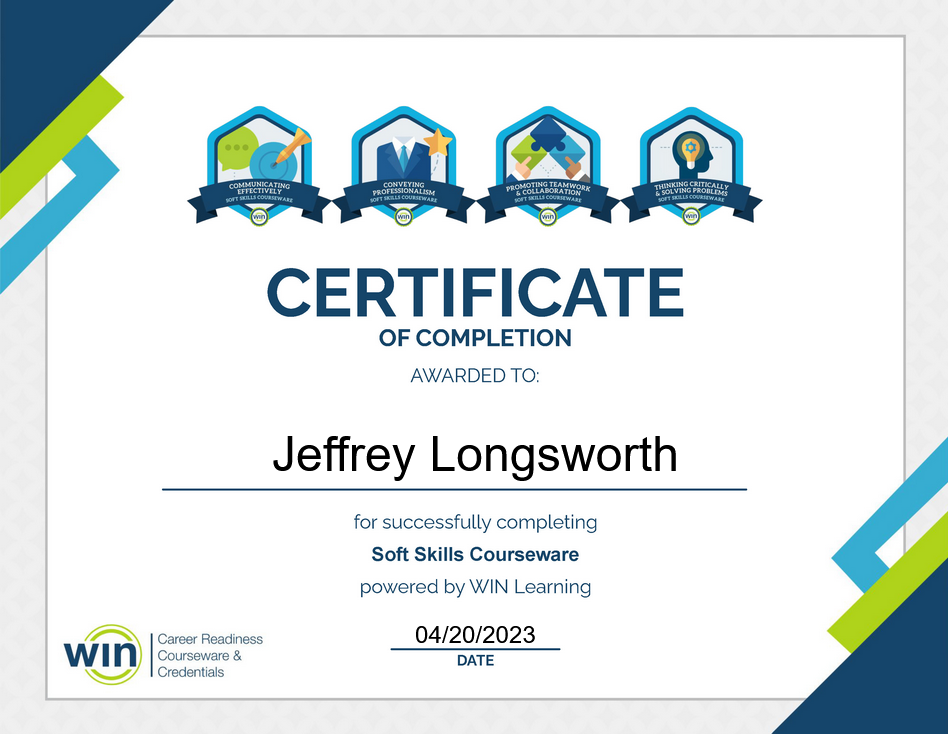 COMMUNICATING
EFFECTIVELY
SOFT SKILLS COURSEWARE
win
CONVEYING
PROFESSIONALISM
SOFT SKILLS COURSEWARE
win
PROMOTING TEAMWORK
& COLLABORATION
SOFT SKILLS COURSEWARE
win
THINKING CRITICALLY
& SOLVING PROBLEMS
SOFT SKILLS COURSEWARE
win
CERTIFICATE
OF COMPLETION
AWARDED TO:
Jeffrey Longsworth
for successfully completing
Soft Skills Courseware
powered by WIN Learning
04/20/2023
DATE
win
Career Readiness
Courseware &
Credentials